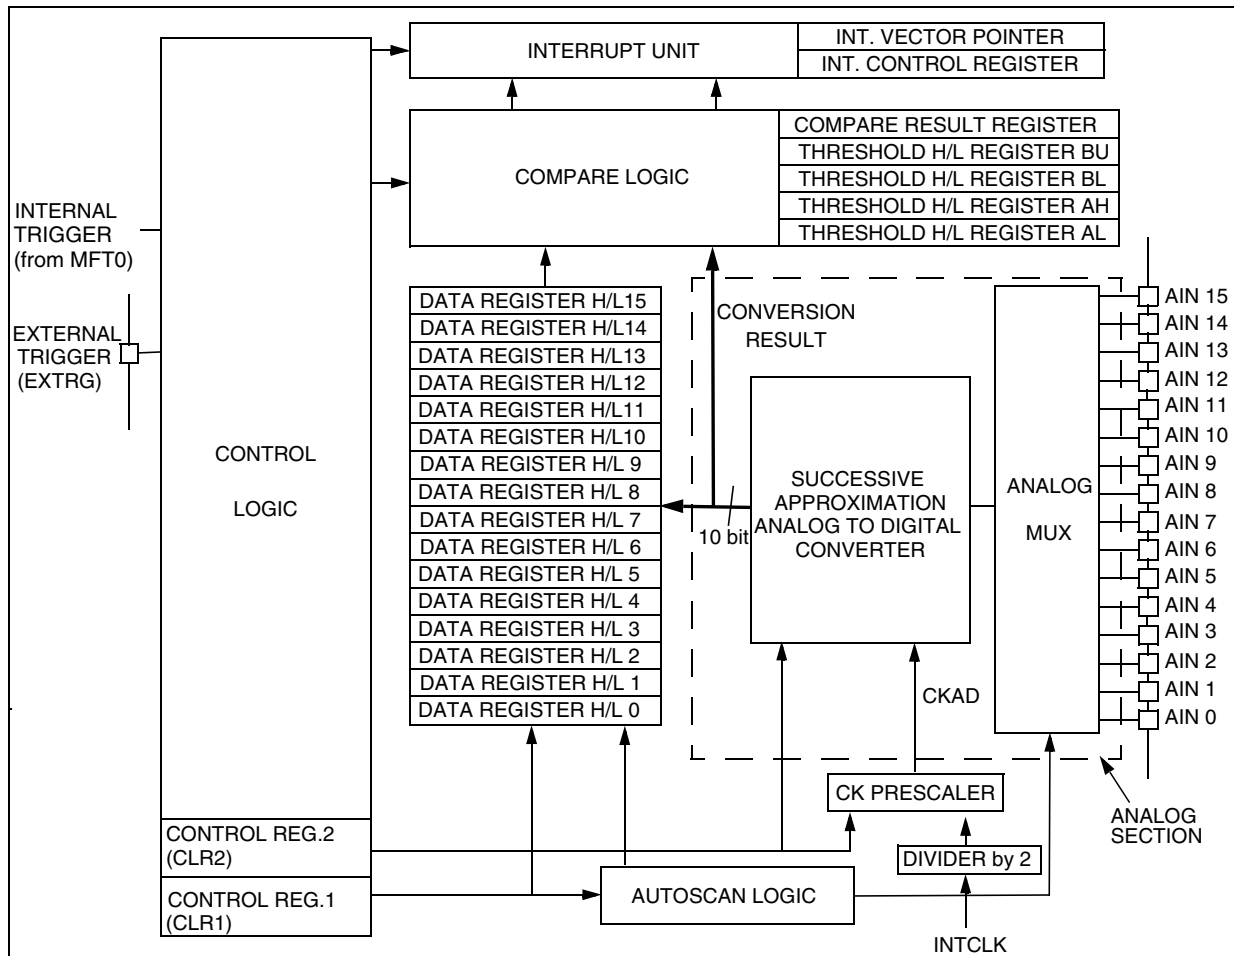 INTERRUPT UNIT
INT. VECTOR POINTER
INT. CONTROL REGISTER
COMPARE LOGIC
COMPARE RESULT REGISTER
THRESHOLD H/L REGISTER BU
THRESHOLD H/L REGISTER BL
THRESHOLD H/L REGISTER AH
THRESHOLD H/L REGISTER AL
INTERNAL
TRIGGER
(from MFT0)
EXTERNAL
TRIGGER
(EXTRG)
CONTROL
LOGIC
DATA REGISTER H/L15
DATA REGISTER H/L14
DATA REGISTER H/L13
DATA REGISTER H/L12
DATA REGISTER H/L11
DATA REGISTER H/L10
DATA REGISTER H/L 9
DATA REGISTER H/L 8
DATA REGISTER H/L 7
DATA REGISTER H/L 6
DATA REGISTER H/L 5
DATA REGISTER H/L 4
DATA REGISTER H/L 3
DATA REGISTER H/L 2
DATA REGISTER H/L 1
DATA REGISTER H/L 0
CONVERSION
RESULT
10 bit
SUCCESSIVE
APPROXIMATION
ANALOG TO DIGITAL
CONVERTER
ANALOG
MUX
AIN 15
AIN 14
AIN 13
AIN 12
AIN 11
AIN 10
AIN 9
AIN 8
AIN 7
AIN 6
AIN 5
AIN 4
AIN 3
AIN 2
AIN 1
AIN 0
CKAD
CK PRESCALER
ANALOG
SECTION
DIVIDER by 2
CONTROL REG.2
(CLR2)
CONTROL REG.1
(CLR1)
AUTOSCAN LOGIC
INTCLK